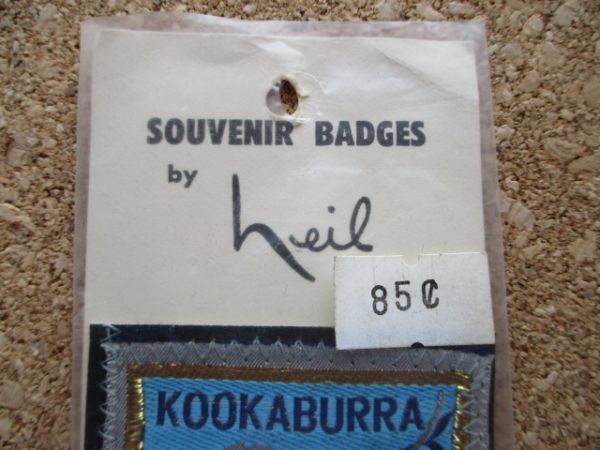 SOUVENIR BADGES
by
Neil
85¢
KOOKABURRA